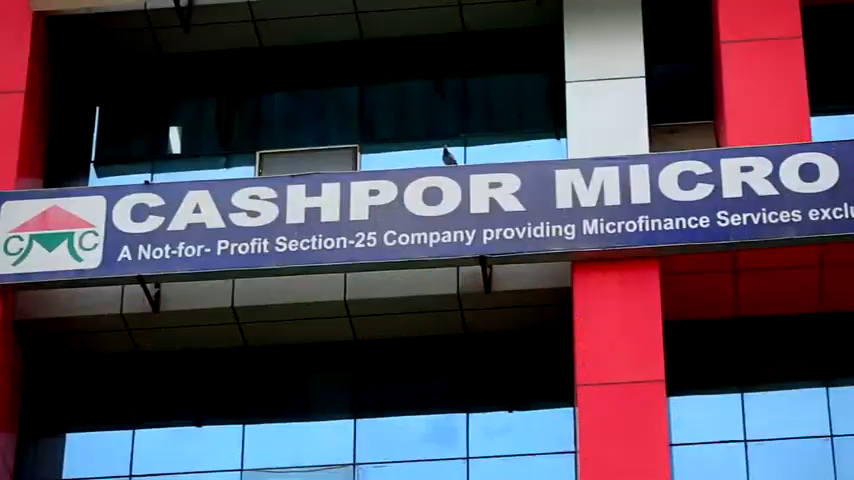 CASHPOR MICRO
A Not-for- Profit Section-25 Company providing Microfinance Services
CMC